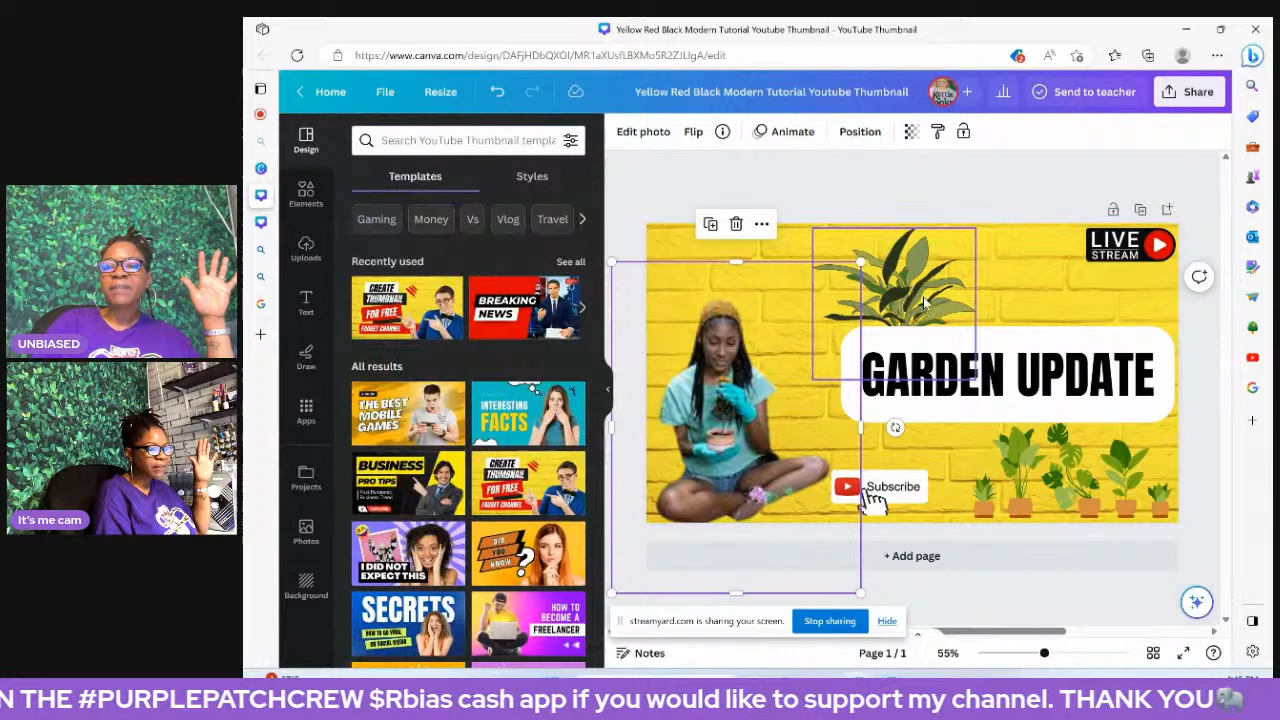 Yellow Red Black Modern Tutorial Youtube Thumbnail - YouTube Thumbnail
https://www.canva.com/design/DAFjHDbQXOI/MR1aXUsfLBXMo5R2ZJLlgA/edit
Home File Resize Yellow Red Black Modern Tutorial Youtube Thumbnail + Send to teacher Share
Edit photo Flip Animate Position
Design
Elements
Uploads
Text
Draw
Apps
Projects
Photos
Background
Search YouTube Thumbnail templa
Templates Styles
Gaming Money Vs Vlog Travel
Recently used See all
CREATE THUMBNAIL FOR FREE
BREAKING NEWS
All results
THE BEST MOBILE GAMES
INTERESTING FACTS
BUSINESS PRO TIPS
CREATE THUMBNAIL FOR FREE
I DID NOT EXPECT THIS
DID YOU KNOW ?
SECRETS
HOW TO BECOME A FREELANCER
LIVE
STREAM
GARDEN UPDATE
Subscribe
+ Add page
streamyard.com is sharing your screen. Stop sharing Hide
Notes Page 1 / 1 55%
UNBIASED
It's me cam
N THE #PURPLEPATCHCREW $Rbias cash app if you would like to support my channel. THANK YOU